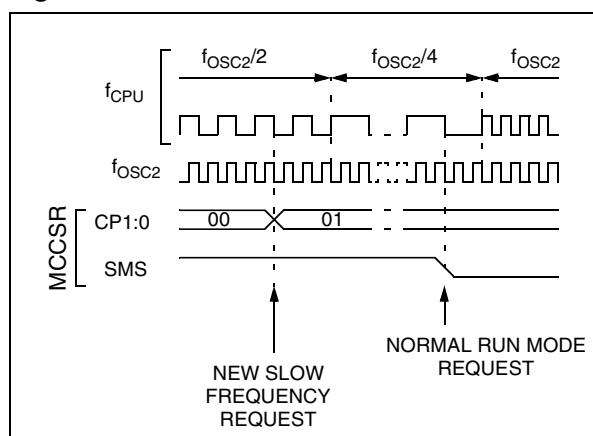 fOSC2/2 fOSC2/4 fOSC2
fCPU
fOSC2
MCCSR
CP1:0 00 01
SMS
NEW SLOW
FREQUENCY
REQUEST
NORMAL RUN MODE
REQUEST